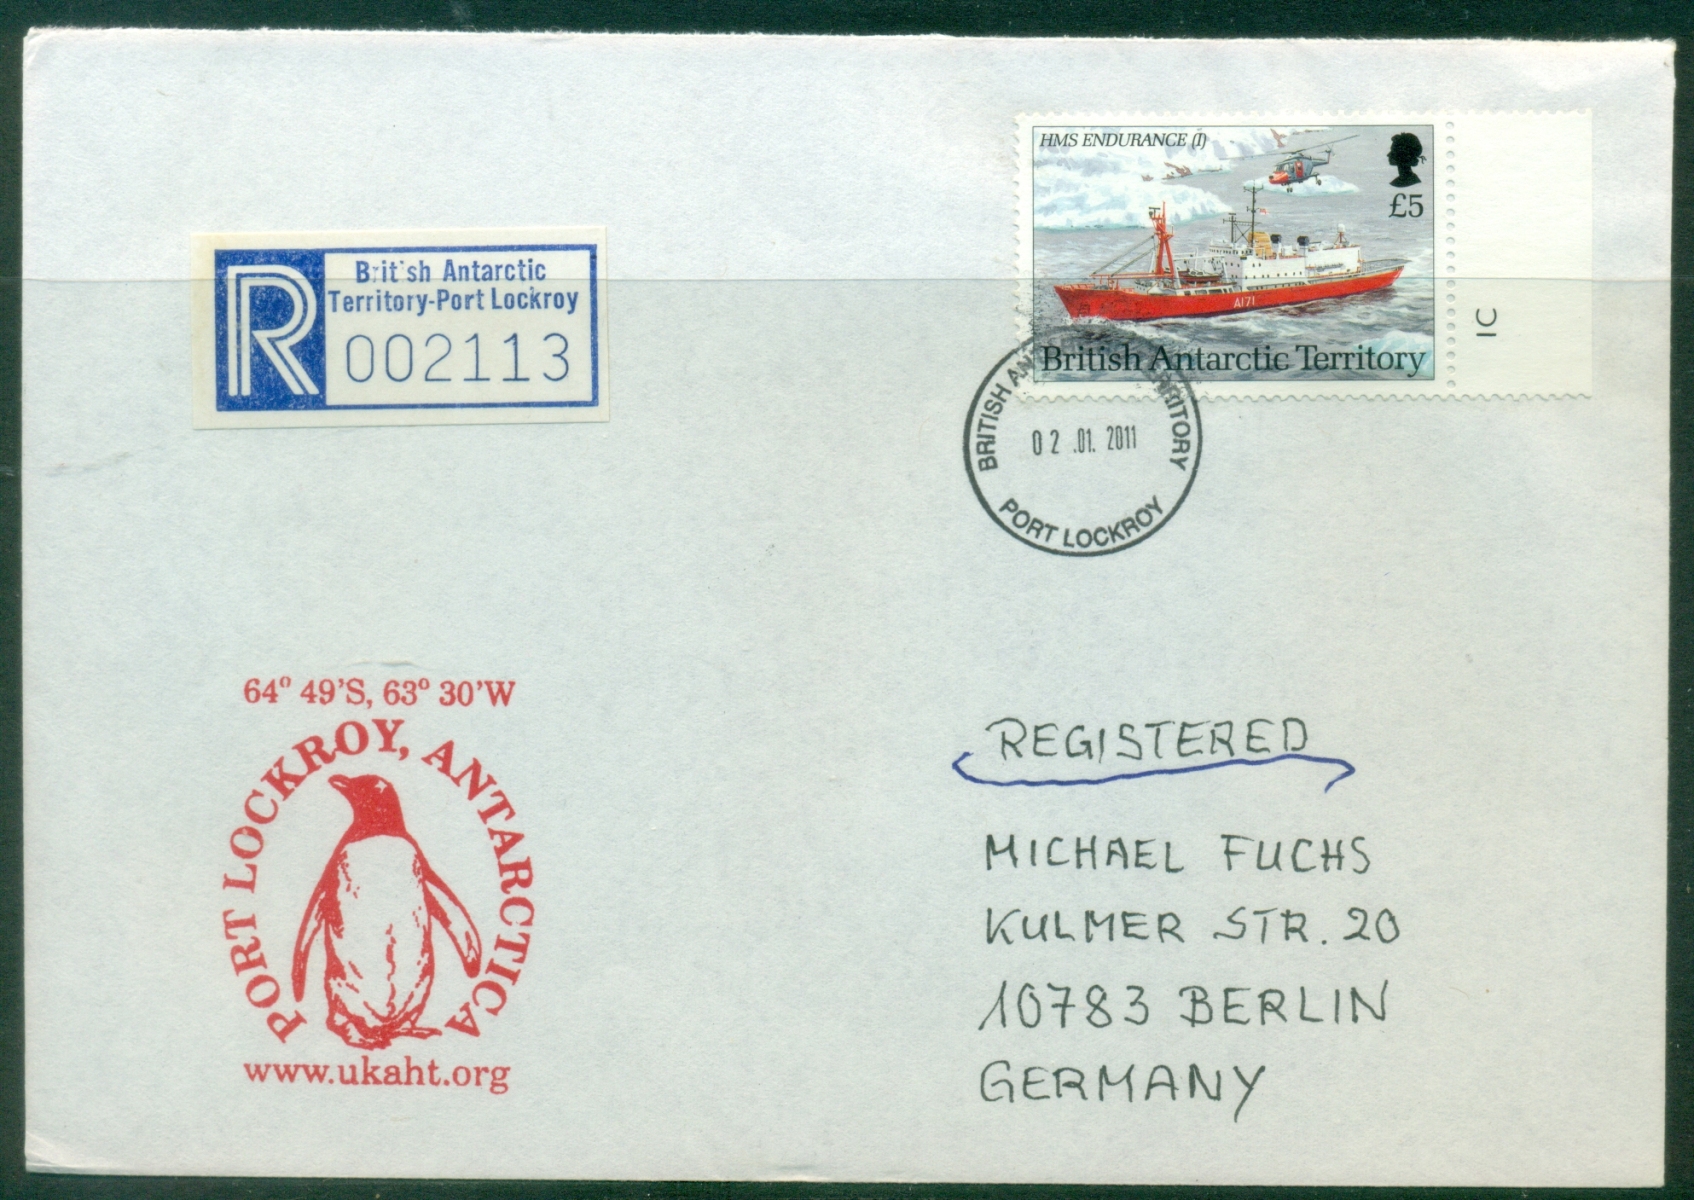 HMS ENDURANCE (I)
£5
A171
British Antarctic Territory
1C
R
British Antarctic
Territory-Port Lockroy
002113
BRITISH ANTARCTIC TERRITORY
02.01.2011
PORT LOCKROY
64° 49'S, 63° 30'W
PORT LOCKROY, ANTARCTICA
www.ukaht.org
REGISTERED
MICHAEL FUCHS
KULMER STR. 20
10783 BERLIN
GERMANY